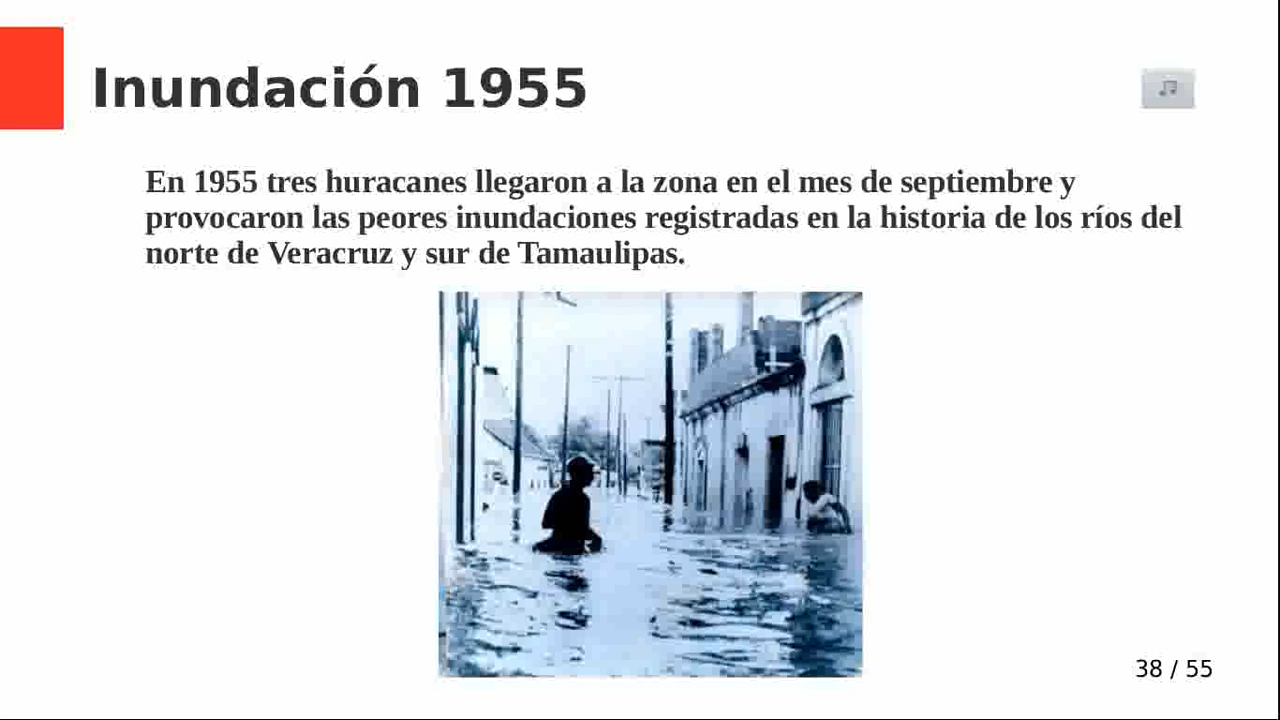 Inundación 1955
En 1955 tres huracanes llegaron a la zona en el mes de septiembre y
provocaron las peores inundaciones registradas en la historia de los ríos del
norte de Veracruz y sur de Tamaulipas.
38 / 55